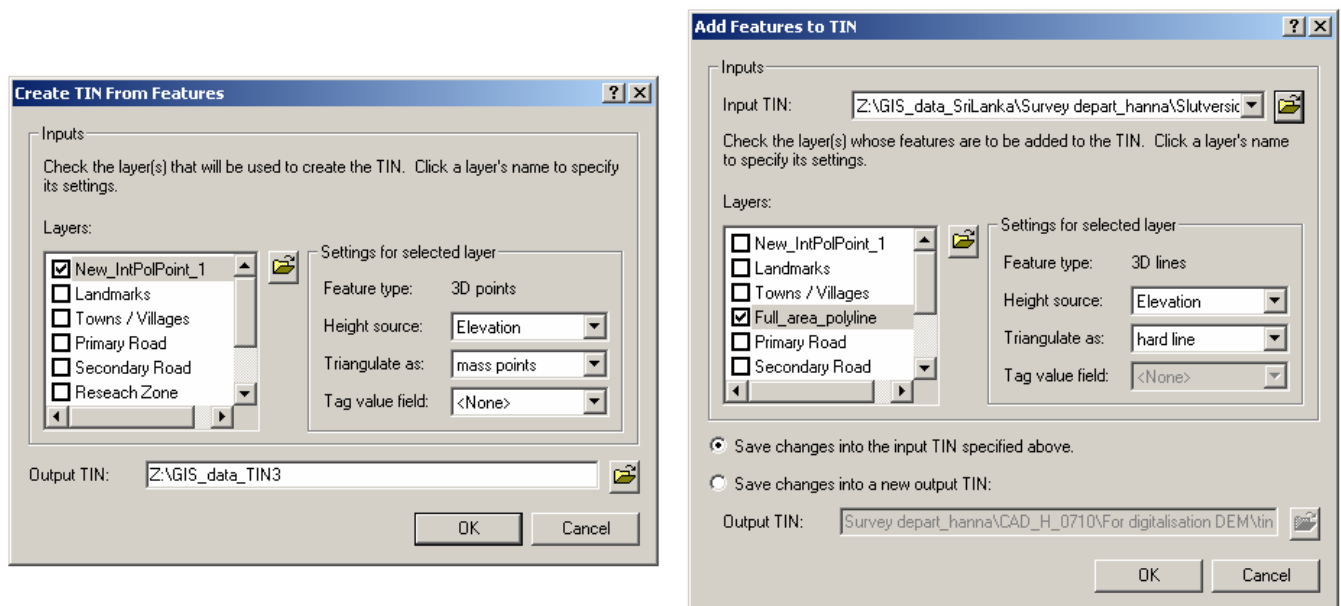 Create TIN From Features
Inputs
Check the layer(s) that will be used to create the TIN. Click a layer's name to specify
its settings.
Layers:
New_IntPolPoint_1
Landmarks
Towns / Villages
Primary Road
Secondary Road
Reseach Zone
Settings for selected layer
Feature type: 3D points
Height source: Elevation
Triangulate as: mass points
Tag value field: <None>
Output TIN: Z:\GIS_data_TIN3
OK Cancel
Add Features to TIN
Inputs
Input TIN: Z:\GIS_data_SriLanka\Survey depart_hanna\Slutversic
Check the layer(s) whose features are to be added to the TIN. Click a layer's name
to specify its settings.
Layers:
New_IntPolPoint_1
Landmarks
Towns / Villages
Full_area_polyline
Primary Road
Secondary Road
Settings for selected layer
Feature type: 3D lines
Height source: Elevation
Triangulate as: hard line
Tag value field: <None>
Save changes into the input TIN specified above.
Save changes into a new output TIN:
Output TIN: Survey depart_hanna\CAD_H_0710\For digitalisation DEM\tin
OK Cancel